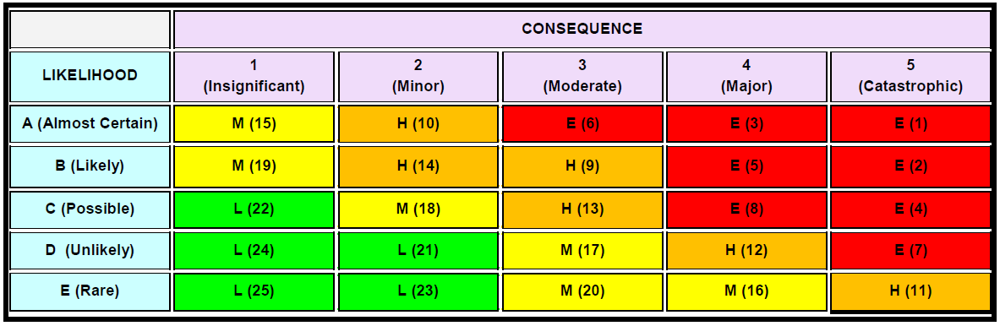 CONSEQUENCE
LIKELIHOOD
1
(Insignificant)
2
(Minor)
3
(Moderate)
4
(Major)
5
(Catastrophic)
A (Almost Certain) M (15) H (10) E (6) E (3) E (1)
B (Likely) M (19) H (14) H (9) E (5) E (2)
C (Possible) L (22) M (18) H (13) E (8) E (4)
D (Unlikely) L (24) L (21) M (17) H (12) E (7)
E (Rare) L (25) L (23) M (20) M (16) H (11)